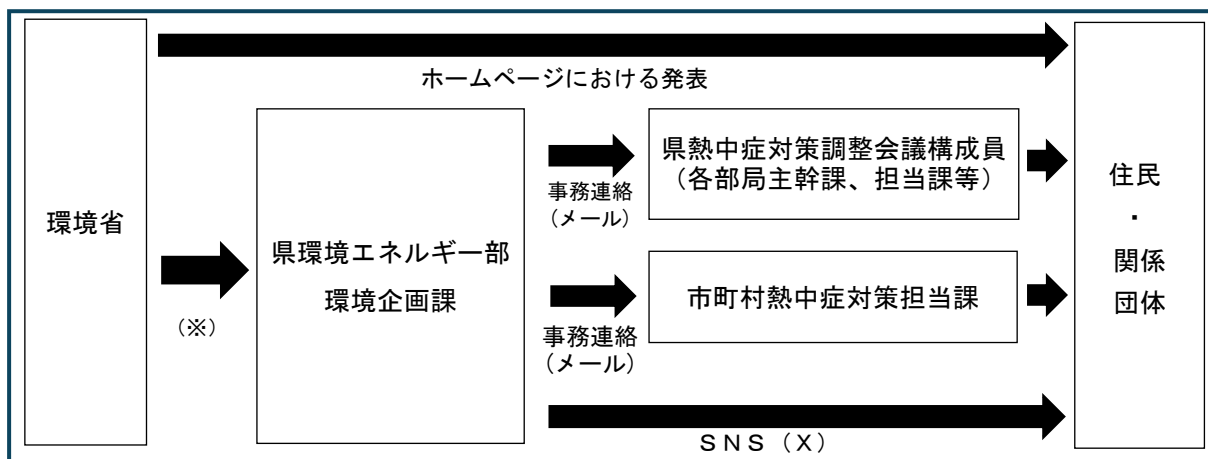 環境省
ホームページにおける発表
(※)
県環境エネルギー部
環境企画課
事務連絡
(メール)
県熱中症対策調整会議構成員
(各部局主幹課、担当課等)
事務連絡
(メール)
市町村熱中症対策担当課
SNS(X)
住民
・
関係
団体